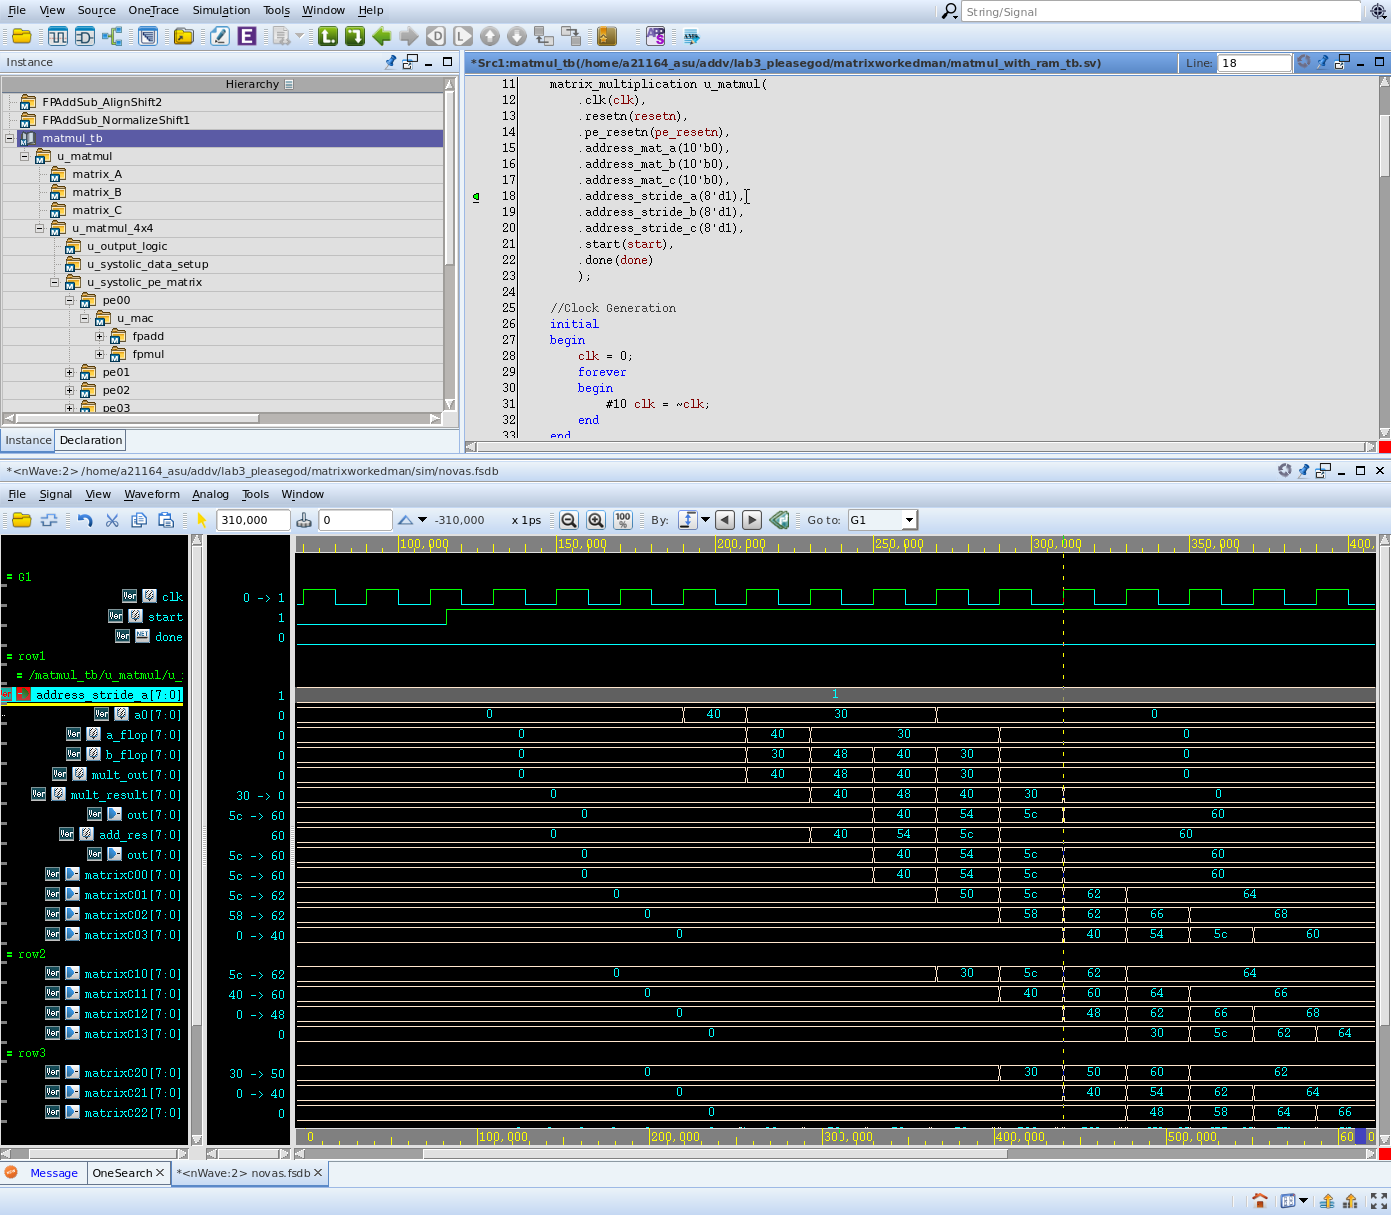 File View Source OneTrace Simulation Tools Window Help
String/Signal
Instance
*Src1:matmul_tb(/home/a21164_asu/addv/lab3_pleasegod/matrixworkedman/matmul_with_ram_tb.sv) Line: 18
Hierarchy
FPAddSub_AlignShift2
FPAddSub_NormalizeShift1
matmul_tb
u_matmul
matrix_A
matrix_B
matrix_C
u_matmul_4x4
u_output_logic
u_systolic_data_setup
u_systolic_pe_matrix
pe00
u_mac
fpadd
fpmul
pe01
pe02
pe03
Instance Declaration
11 matrix_multiplication u_matmul(
12 .clk(clk),
13 .resetn(resetn),
14 .pe_resetn(pe_resetn),
15 .address_mat_a(10'b0),
16 .address_mat_b(10'b0),
17 .address_mat_c(10'b0),
18 .address_stride_a(8'd1),
19 .address_stride_b(8'd1),
20 .address_stride_c(8'd1),
21 .start(start),
22 .done(done)
23 );
24
25 //Clock Generation
26 initial
27 begin
28 clk = 0;
29 forever
30 begin
31 #10 clk = ~clk;
32 end
33 end
*<nWave:2> /home/a21164_asu/addv/lab3_pleasegod/matrixworkedman/sim/novas.fsdb
File Signal View Waveform Analog Tools Window
310,000 0 -310,000 x 1ps 100% By: Go to: G1
100,000 150,000 200,000 250,000 300,000 350,000 400,
= G1
clk 0 -> 1
start 1
done 0
= row1
= /matmul_tb/u_matmul/u_
address_stride_a[7:0] 1 1
a0[7:0] 0 0 40 30 0
a_flop[7:0] 0 0 40 30 0
b_flop[7:0] 0 0 30 48 40 30 0
mult_out[7:0] 0 0 40 48 40 30 0
mult_result[7:0] 30 -> 0 0 40 48 40 30 0
out[7:0] 5c -> 60 0 40 54 5c 60
add_res[7:0] 60 0 40 54 5c 60
out[7:0] 5c -> 60 0 40 54 5c 60
matrixC00[7:0] 5c -> 60 0 40 54 5c 60
matrixC01[7:0] 5c -> 62 0 50 5c 62 64
matrixC02[7:0] 58 -> 62 0 58 62 66 68
matrixC03[7:0] 0 -> 40 0 40 54 5c 60
= row2
matrixC10[7:0] 5c -> 62 0 30 5c 62 64
matrixC11[7:0] 40 -> 60 0 40 60 64 66
matrixC12[7:0] 0 -> 48 0 48 62 66 68
matrixC13[7:0] 0 0 30 5c 62 64
= row3
matrixC20[7:0] 30 -> 50 0 30 50 60 62
matrixC21[7:0] 0 -> 40 0 40 54 62 64
matrixC22[7:0] 0 0 48 58 64 66
0 100,000 200,000 300,000 400,000 500,000 60 0
Message OneSearch *<nWave:2> novas.fsdb